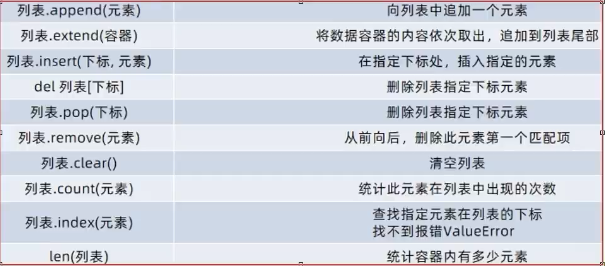 列表.append(元素) 向列表中追加一个元素
列表.extend(容器) 将数据容器的内容依次取出，追加到列表尾部
列表.insert(下标, 元素) 在指定下标处，插入指定的元素
del 列表[下标] 删除列表指定下标元素
列表.pop(下标) 删除列表指定下标元素
列表.remove(元素) 从前向后，删除此元素第一个匹配项
列表.clear() 清空列表
列表.count(元素) 统计此元素在列表中出现的次数
列表.index(元素) 查找指定元素在列表的下标
找不到报错ValueError
len(列表) 统计容器内有多少元素